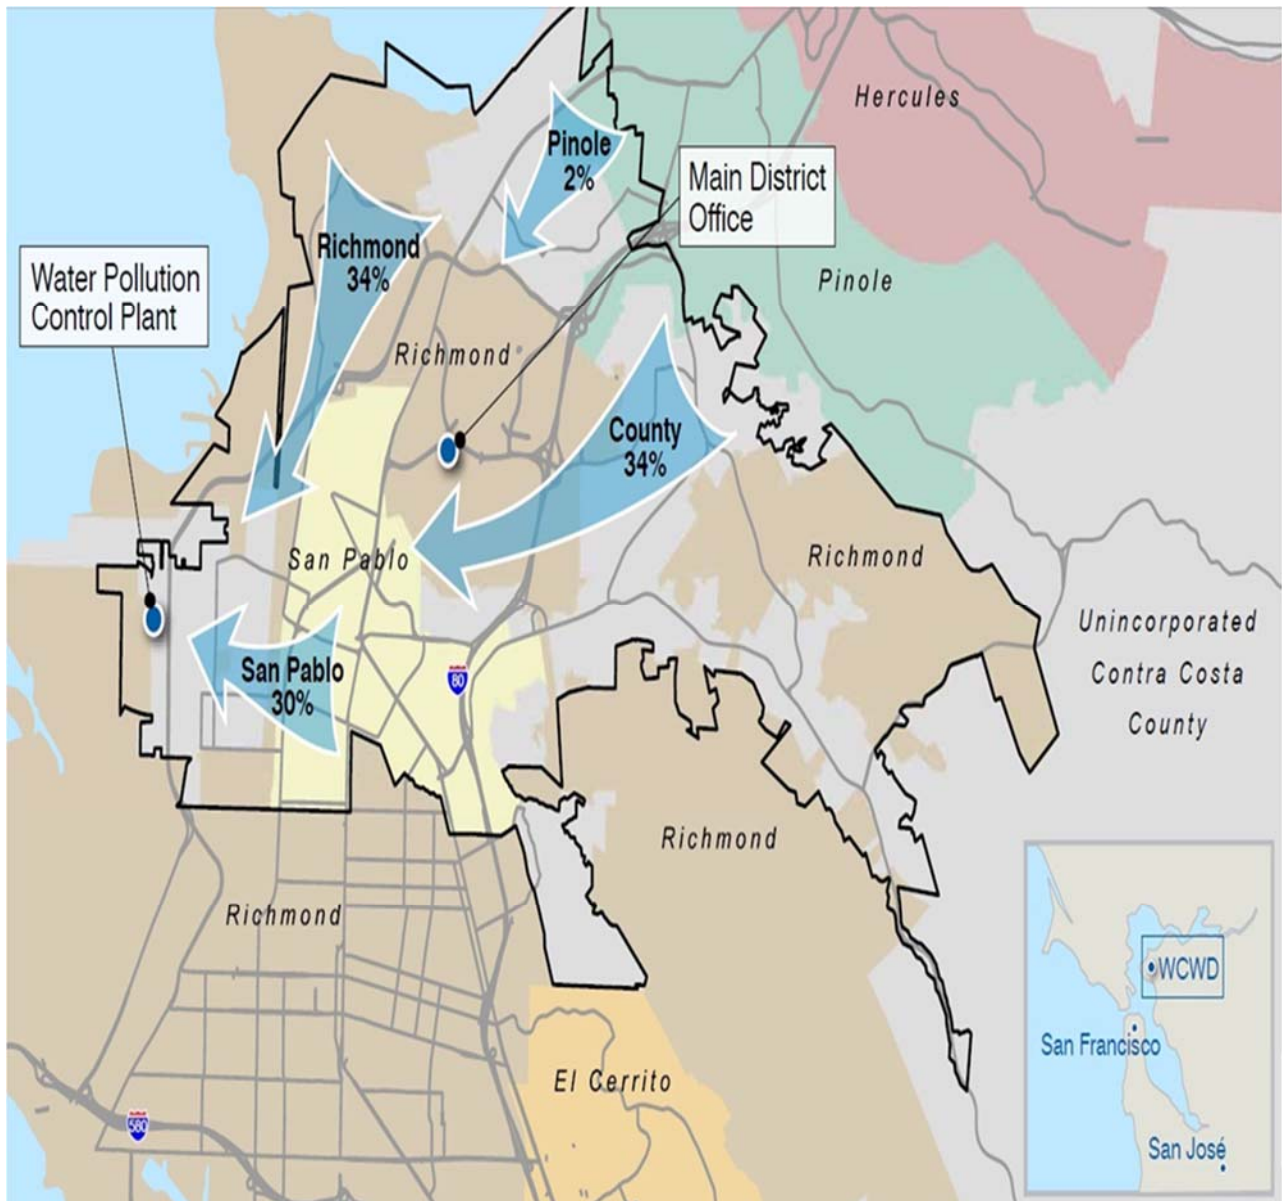 Hercules
Pinole
2%
Main District
Office
Richmond
34%
Water Pollution
Control Plant
Pinole
Richmond
County
34%
San Pablo
Richmond
Unincorporated
Contra Costa
County
San Pablo
30%
80
Richmond
Richmond
WCWD
San Francisco
El Cerrito
580
San José